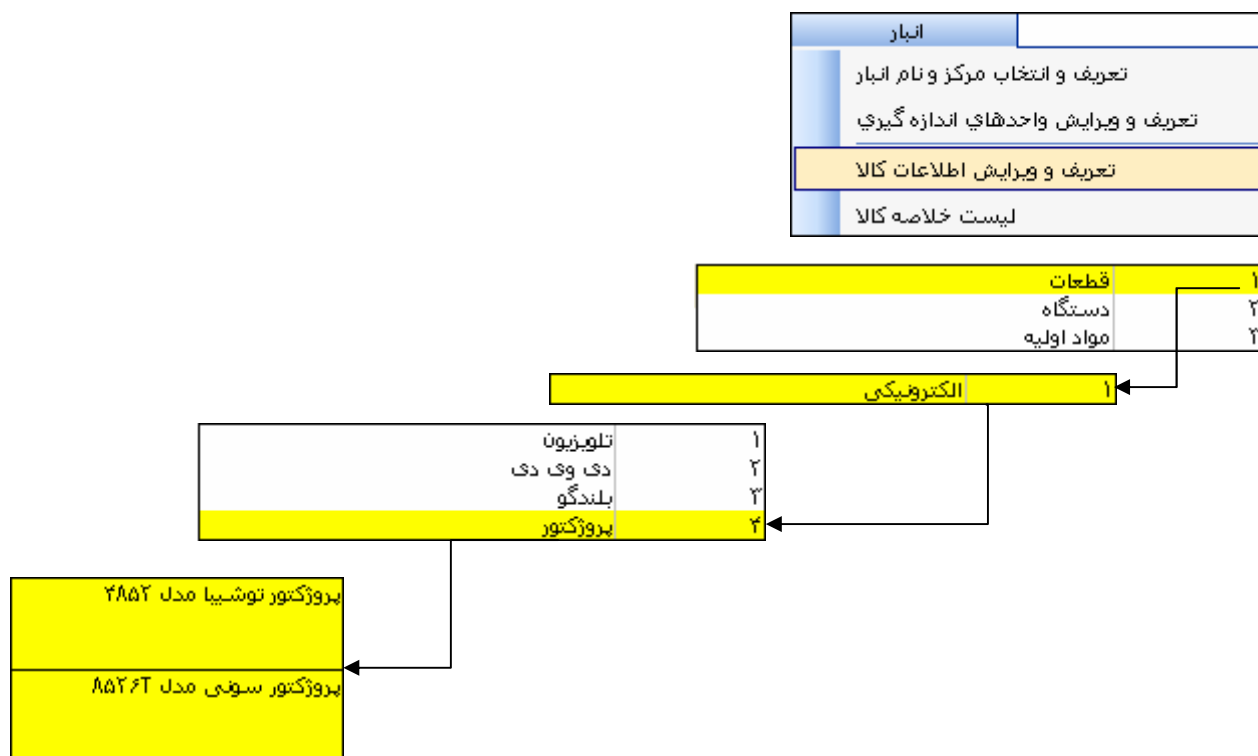 انبار
تعریف و انتخاب مرکز و نام انبار
تعریف و ویرایش واحدهاي اندازه گیري
تعریف و ویرایش اطلاعات کالا
لیست خلاصه کالا
۱ قطعات
۲ دستگاه
۳ مواد اولیه
۱ الکترونیکی
۱ تلویزیون
۲ دی وی دی
۳ بلندگو
۴ پروژکتور
پروژکتور توشیبا مدل ۴۸۵۲
پروژکتور سونی مدل ۸۵۲۶T